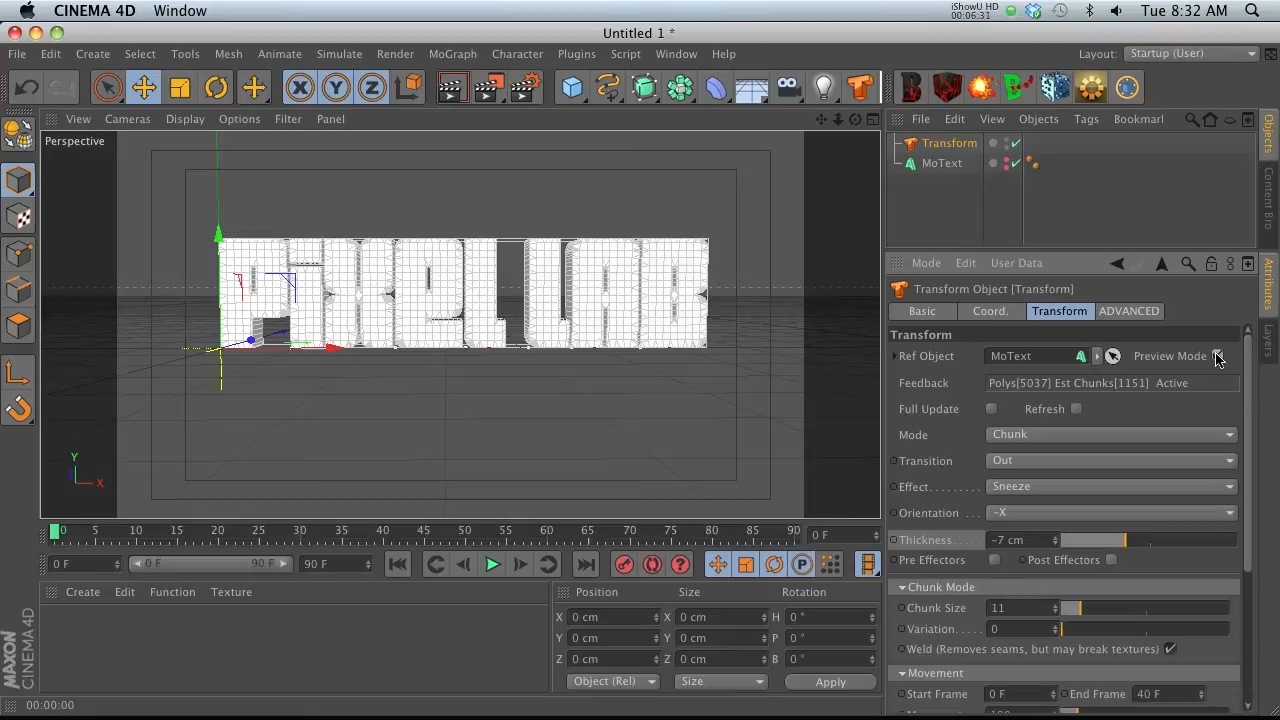 CINEMA 4D Window
iShowU HD
00:06:31
Tue 8:32 AM
Untitled 1 *
File Edit Create Select Tools Mesh Animate Simulate Render MoGraph Character Plugins Script Window Help
Layout: Startup (User)
X Y Z
View Cameras Display Options Filter Panel
Perspective
Y
X
0 5 10 15 20 25 30 35 40 45 50 55 60 65 70 75 80 85 90 0 F
0 F 0 F 90 F 90 F
P
Create Edit Function Texture
Position Size Rotation
X 0 cm X 0 cm H 0 °
Y 0 cm Y 0 cm P 0 °
Z 0 cm Z 0 cm B 0 °
Object (Rel) Size Apply
00:00:00
MAXON
CINEMA 4D
File Edit View Objects Tags Bookmark
Transform
MoText
Objects
Content Bro
Mode Edit User Data
Attributes
Layers
Transform Object [Transform]
Basic Coord. Transform ADVANCED
Transform
Ref Object MoText Preview Mode
Feedback Polys[5037] Est Chunks[1151] Active
Full Update Refresh
Mode Chunk
Transition Out
Effect........ Sneeze
Orientation -X
Thickness -7 cm
Pre Effectors Post Effectors
Chunk Mode
Chunk Size 11
Variation.... 0
Weld (Removes seams, but may break textures)
Movement
Start Frame 0 F End Frame 40 F